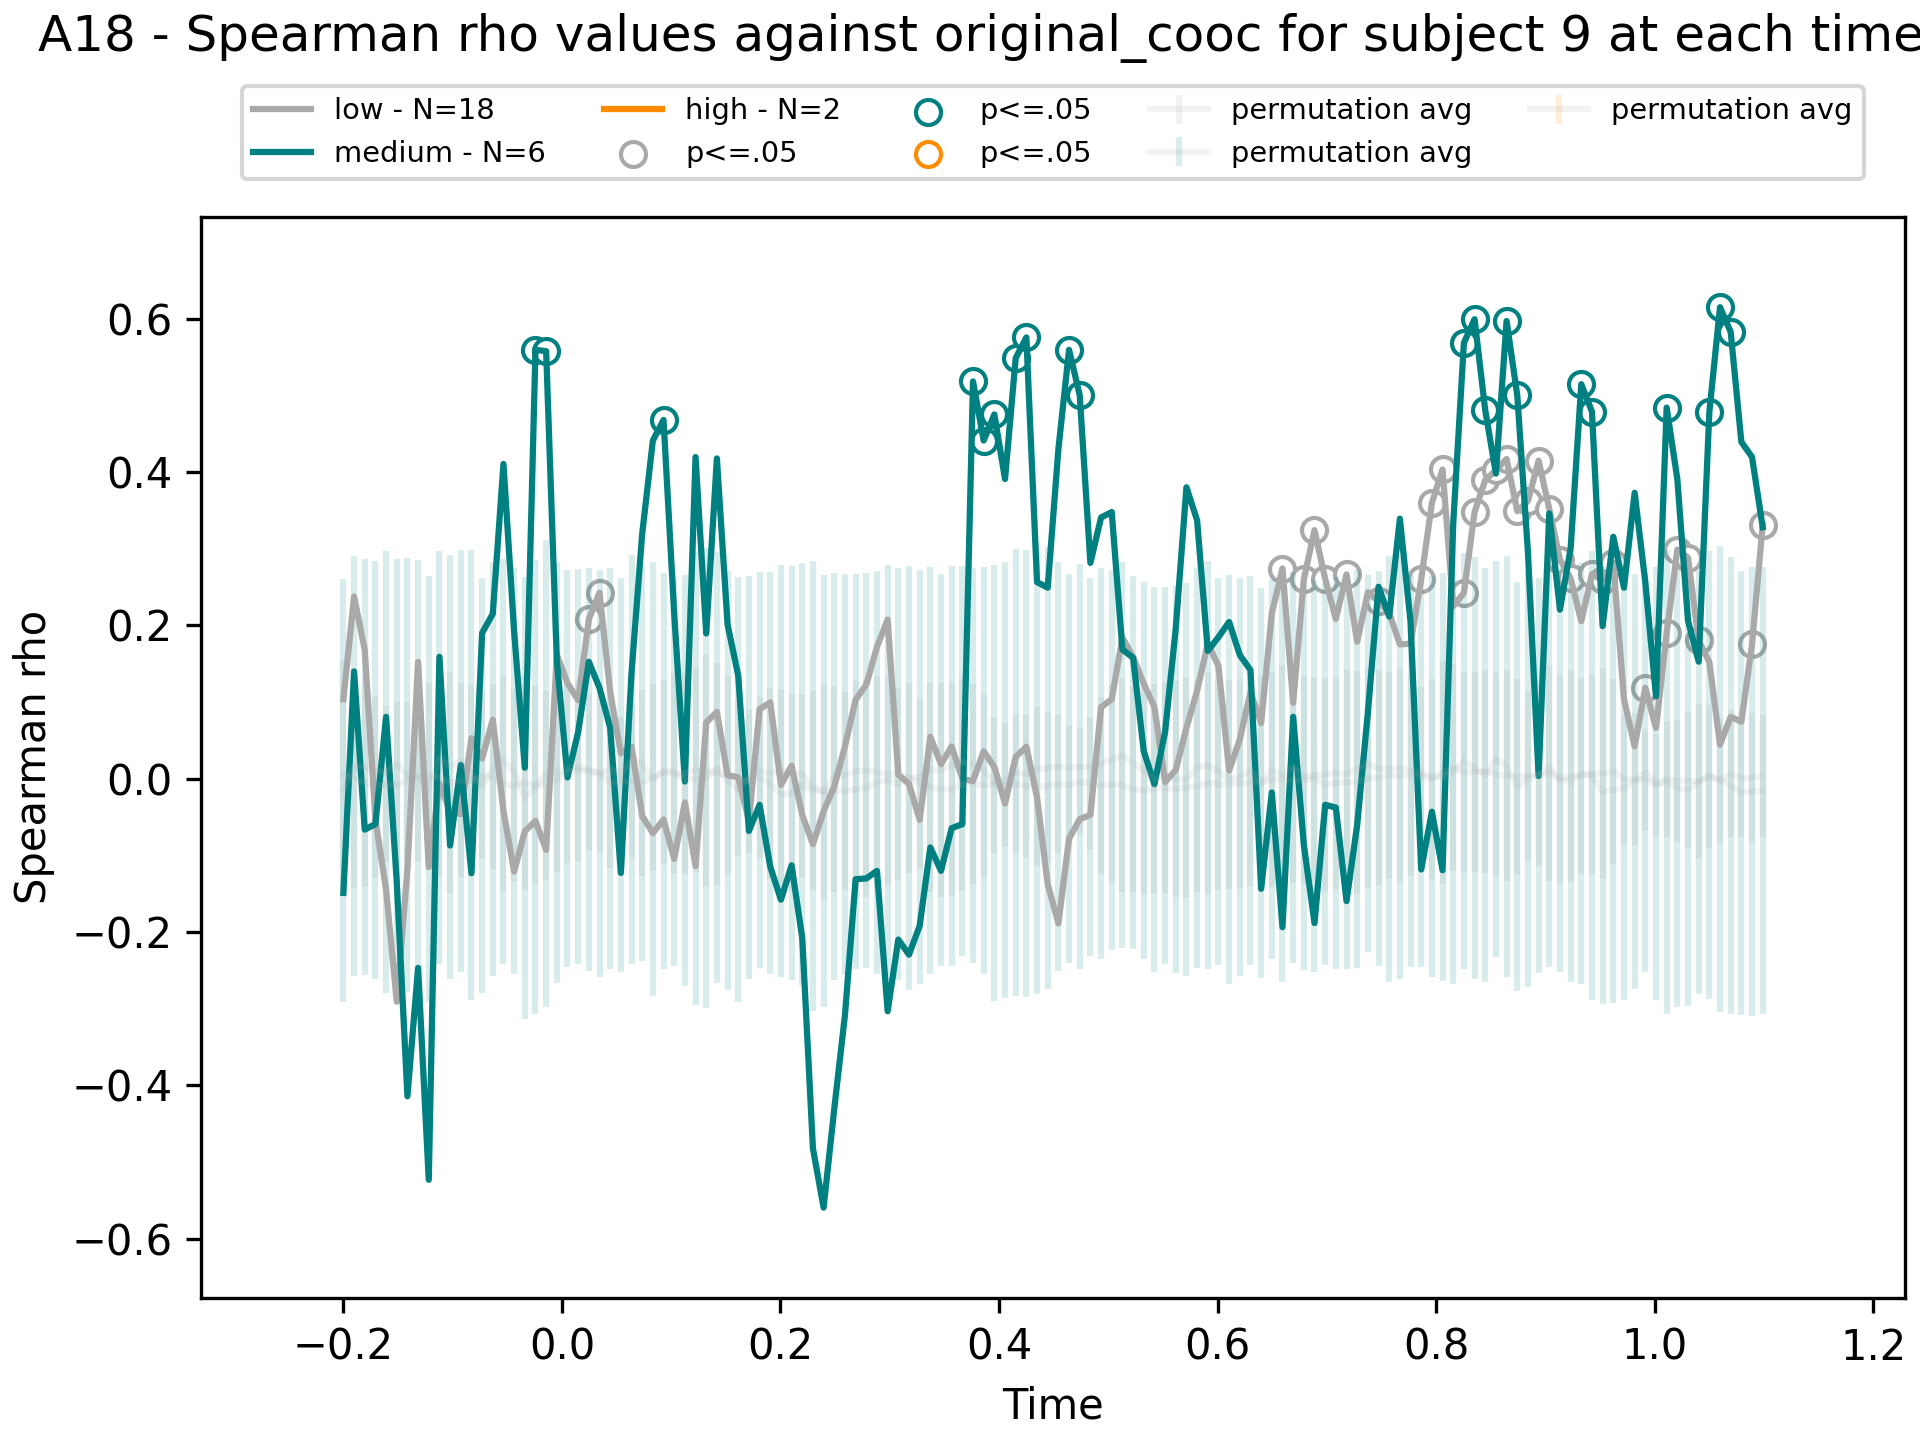 A18 - Spearman rho values against original_cooc for subject 9 at each time
low - N=18
medium - N=6
high - N=2
p<=.05
p<=.05
p<=.05
permutation avg
permutation avg
permutation avg
Spearman rho
0.6
0.4
0.2
0.0
−0.2
−0.4
−0.6
−0.2
0.0
0.2
0.4
0.6
0.8
1.0
1.2
Time